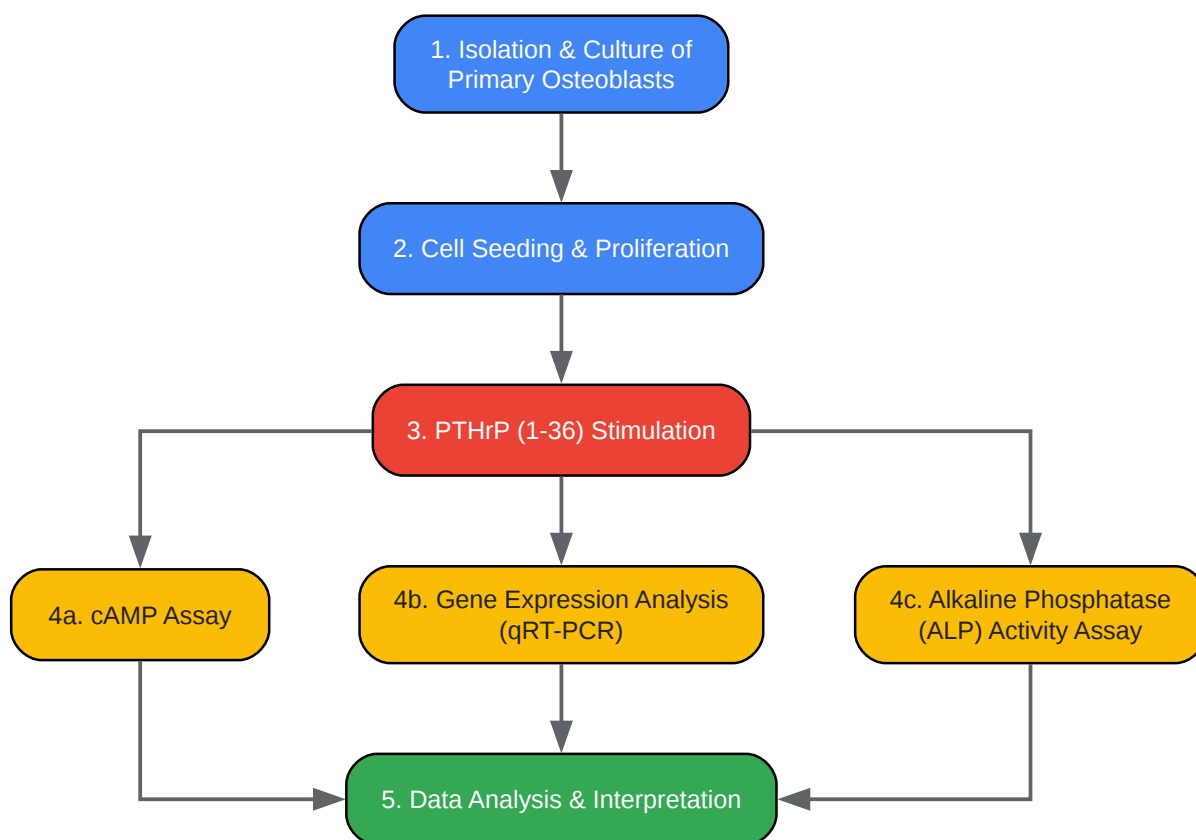 1. Isolation & Culture of
Primary Osteoblasts
2. Cell Seeding & Proliferation
3. PTHrP (1-36) Stimulation
4a. cAMP Assay
4b. Gene Expression Analysis
(qRT-PCR)
4c. Alkaline Phosphatase
(ALP) Activity Assay
5. Data Analysis & Interpretation